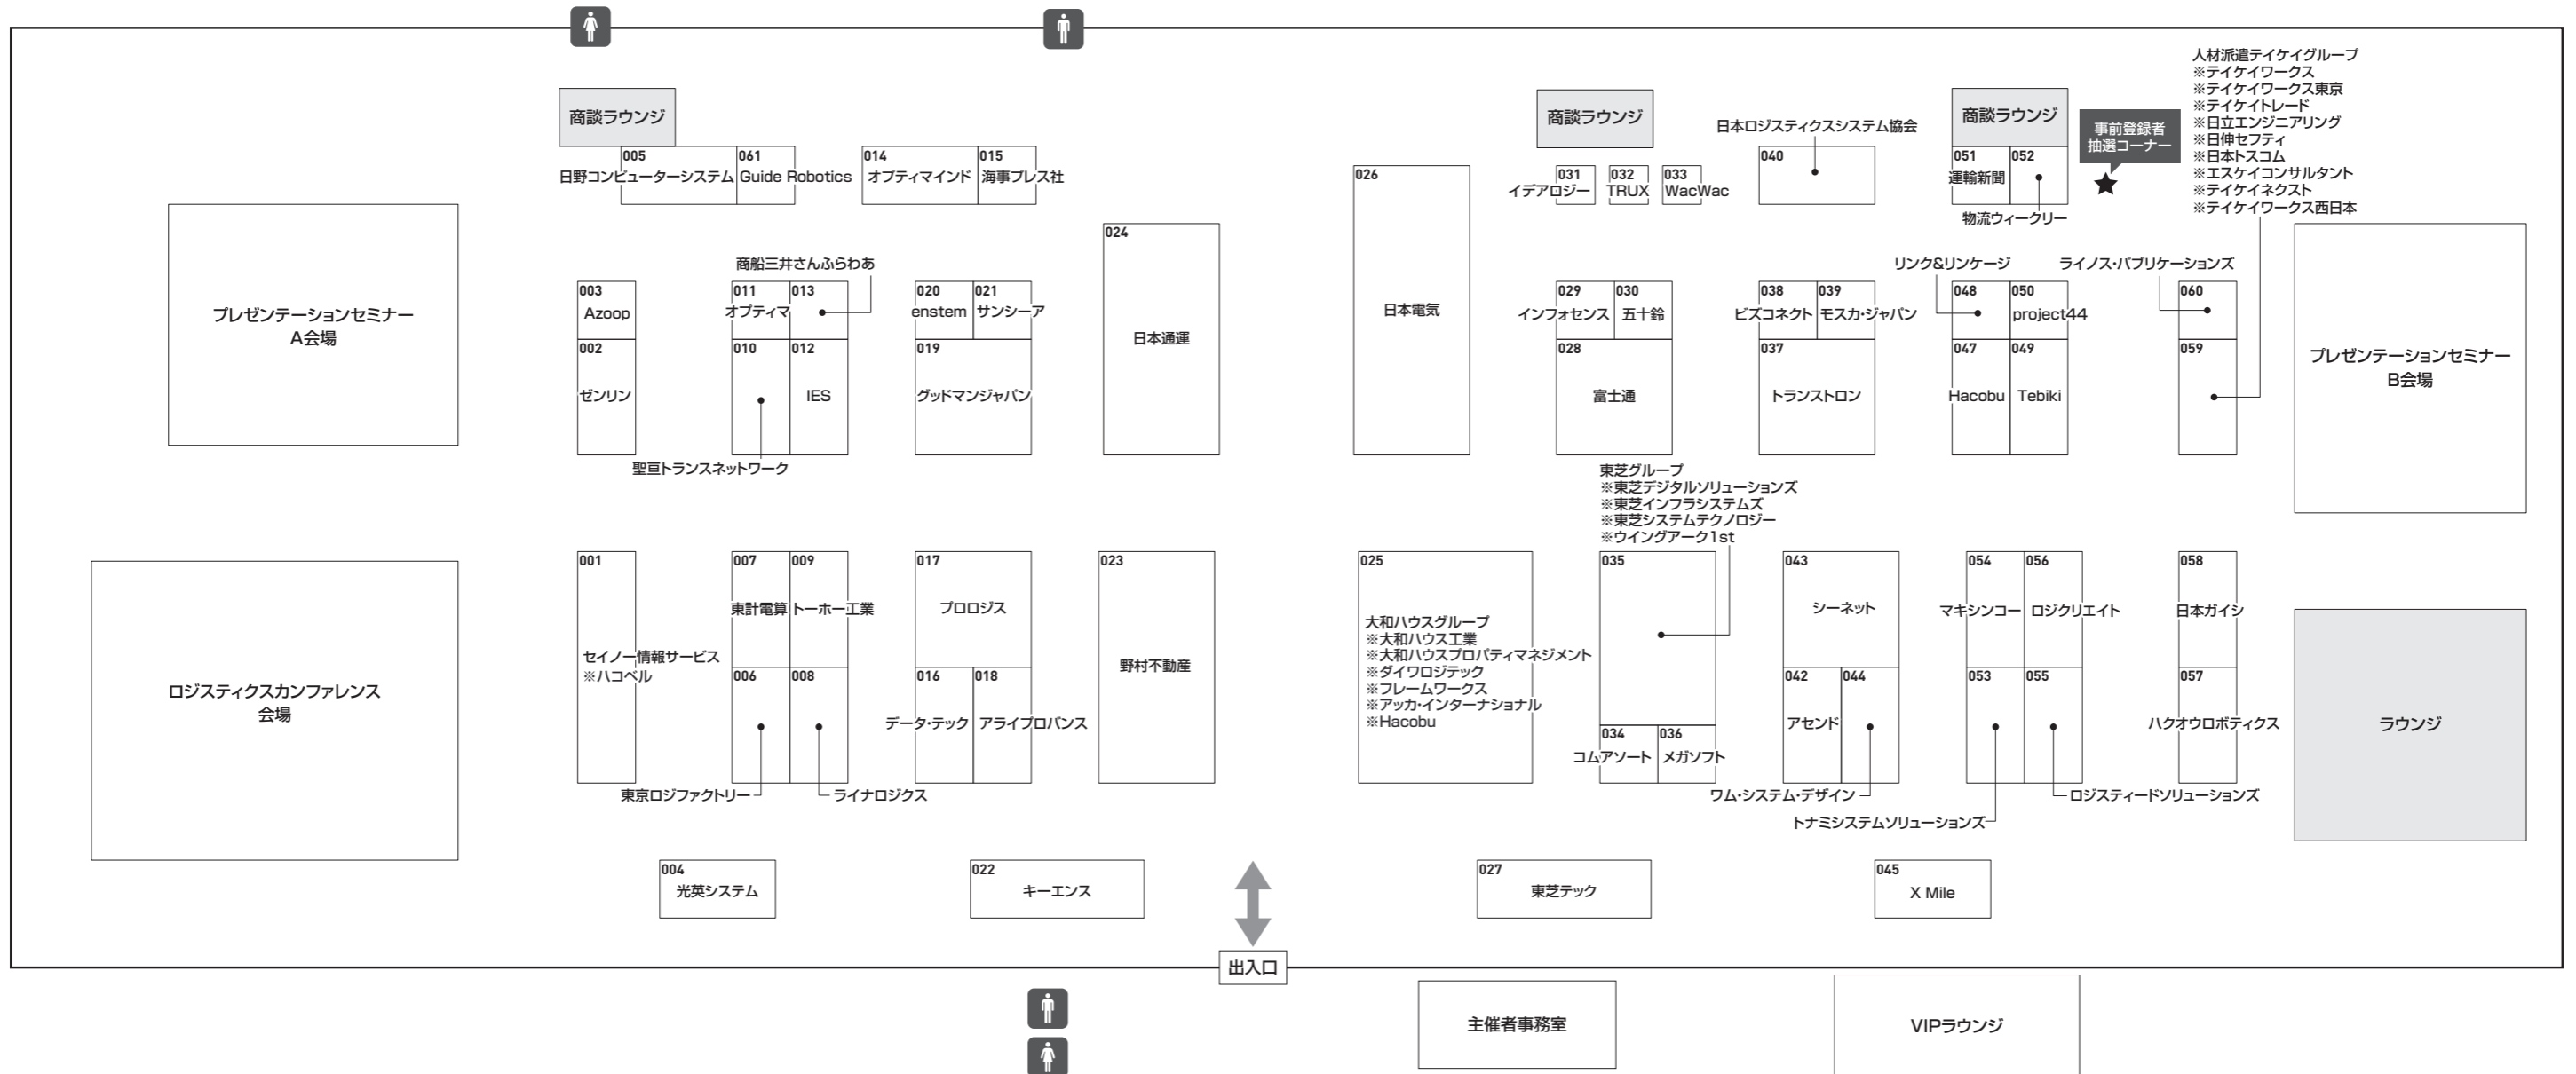 人材派遣テイケイグループ
※テイケイワークス
※テイケイワークス東京
※テイケイトレード
※日立エンジニアリング
※日伸セフティ
※日本トスコム
※エスケイコンサルタント
※テイケイネクスト
※テイケイワークス西日本
商談ラウンジ
商談ラウンジ
商談ラウンジ
事前登録者
抽選コーナー
日本ロジスティクスシステム協会
005
日野コンピューターシステム
061
Guide Robotics
014
オプティマインド
015
海事プレス社
026
日本電気
031
イデアロジー
032
TRUX
033
WacWac
040
051
運輸新聞
052
物流ウィークリー
024
日本通運
プレゼンテーションセミナー
A会場
商船三井さんふらわあ
003
Azoop
011
オプティマ
013
020
enstem
021
サンシーア
029
インフォセンス
030
五十鈴
038
ビズコネクト
039
モスカ・ジャパン
リンク&リンケージ
048
050
project44
ライノス・パブリケーションズ
060
プレゼンテーションセミナー
B会場
002
ゼンリン
010
012
IES
019
グッドマンジャパン
028
富士通
037
トランストロン
047
Hacobu
049
Tebiki
059
聖亘トランスネットワーク
東芝グループ
※東芝デジタルソリューションズ
※東芝インフラシステムズ
※東芝システムテクノロジー
※ウイングアーク1st
ロジスティクスカンファレンス
会場
001
セイノー情報サービス
※ハコベル
007
東計電算
009
トーホー工業
017
プロロジス
023
野村不動産
025
大和ハウスグループ
※大和ハウス工業
※大和ハウスプロパティマネジメント
※ダイワロジテック
※フレームワークス
※アッカ・インターナショナル
※Hacobu
035
043
シーネット
054
マキシンコー
056
ロジクリエイト
058
日本ガイシ
006
008
016
データ・テック
018
アライプロバンス
034
コムアソート
036
メガソフト
042
アセンド
044
053
055
057
ハクオウロボティクス
ラウンジ
東京ロジファクトリー
ライナロジクス
ワム・システム・デザイン
ロジスティードソリューションズ
トナミシステムソリューションズ
004
光英システム
022
キーエンス
027
東芝テック
045
X Mile
出入口
主催者事務室
VIPラウンジ